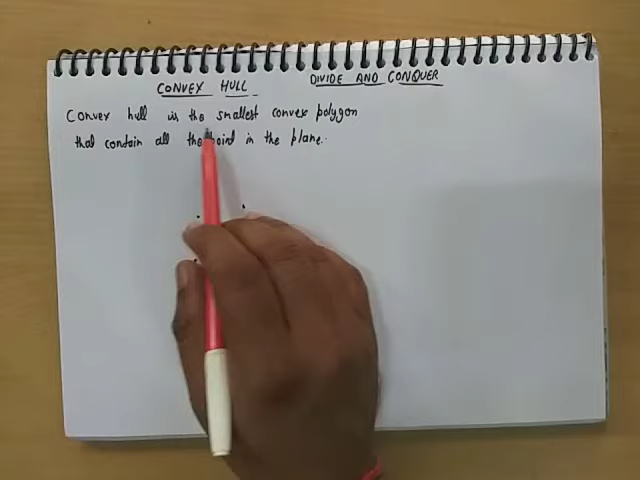 CONVEX HULL DIVIDE AND CONQUER
Convex hull is the smallest convex polygon
that contain all the point in the plane.